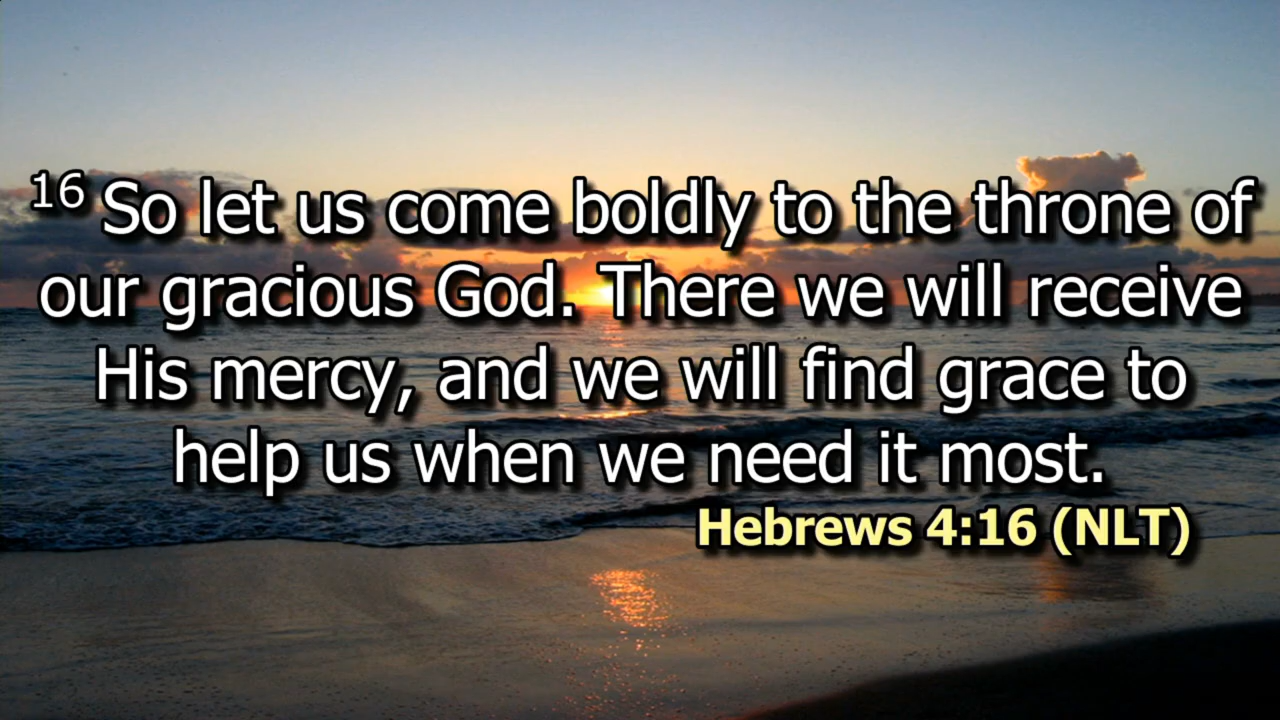 16 So let us come boldly to the throne of
our gracious God. There we will receive
His mercy, and we will find grace to
help us when we need it most.
Hebrews 4:16 (NLT)